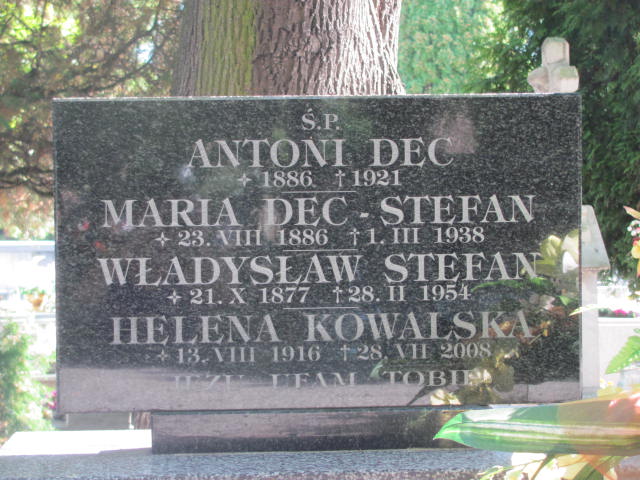 Ś.P.
ANTONI DEC
✦ 1886 † 1921
MARIA DEC - STEFAN
✦ 23. VIII 1886 † 1. III 1938
WŁADYSŁAW STEFAN
✦ 21. X 1877 † 28. II 1954
HELENA KOWALSKA
✦ 13. VIII 1916 † 28. VII 2008
JEZU UFAM TOBIE